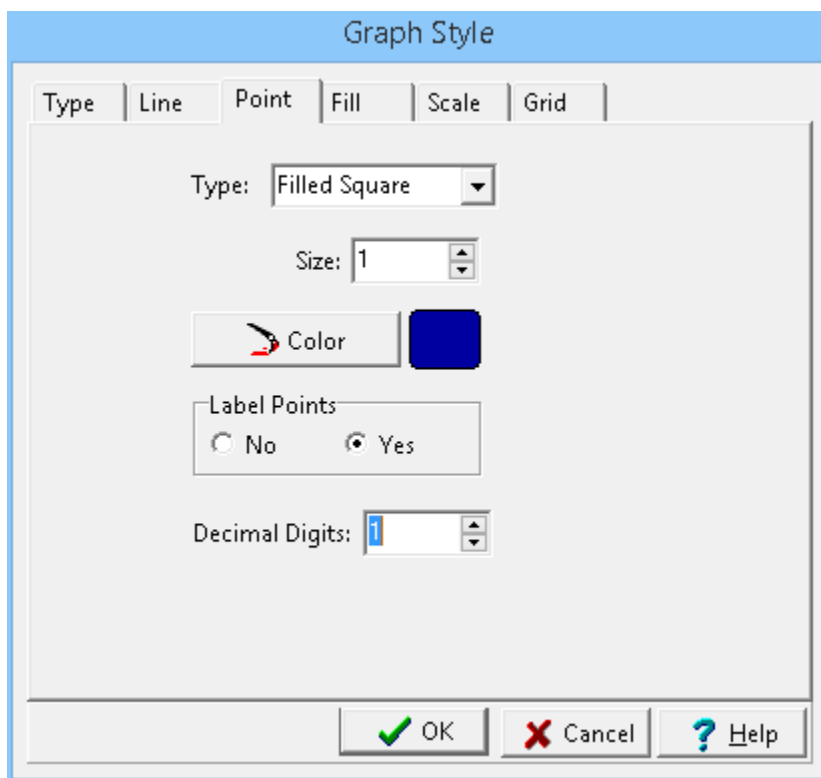 Graph Style
Type Line Point Fill Scale Grid
Type: Filled Square
Size: 1
Color
Label Points
No Yes
Decimal Digits: 1
OK Cancel ? Help